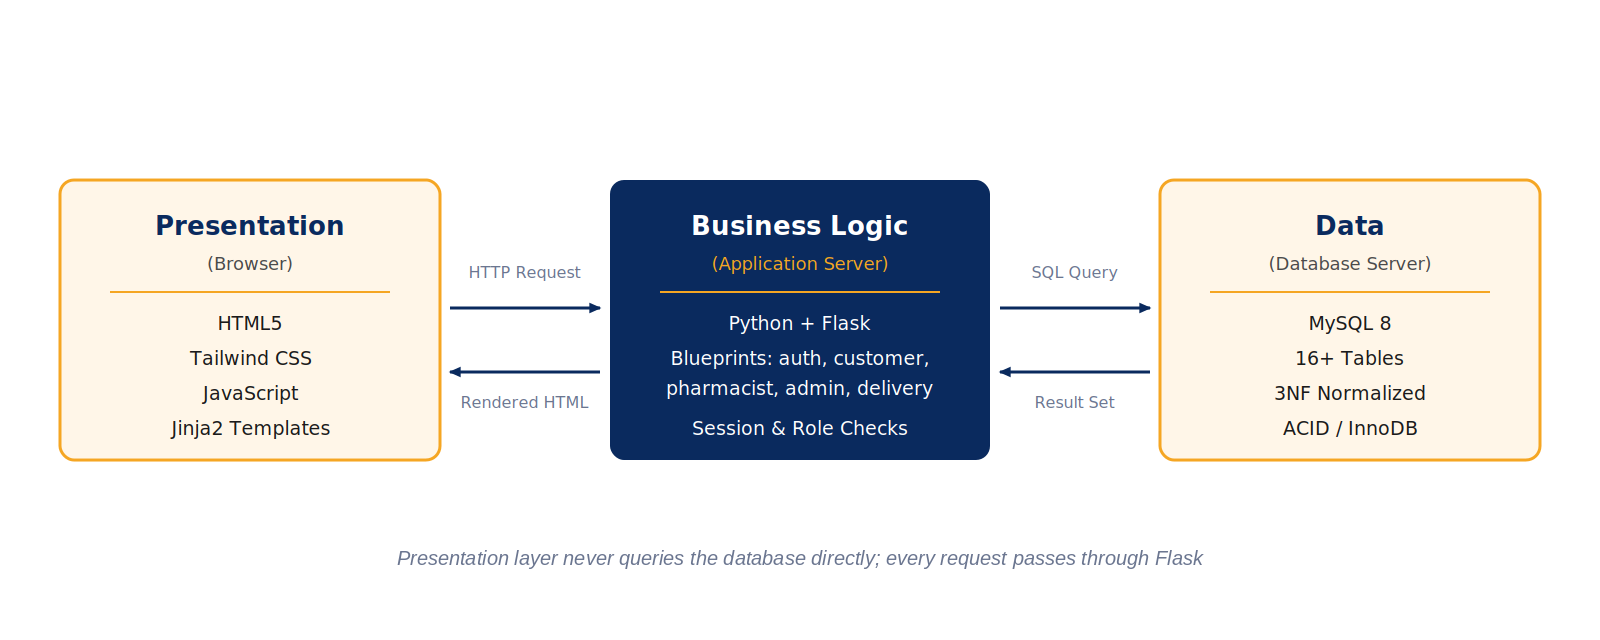 Presentation
(Browser)
HTML5
Tailwind CSS
JavaScript
Jinja2 Templates
HTTP Request
Rendered HTML
Business Logic
(Application Server)
Python + Flask
Blueprints: auth, customer,
pharmacist, admin, delivery
Session & Role Checks
SQL Query
Result Set
Data
(Database Server)
MySQL 8
16+ Tables
3NF Normalized
ACID / InnoDB
Presentation layer never queries the database directly; every request passes through Flask